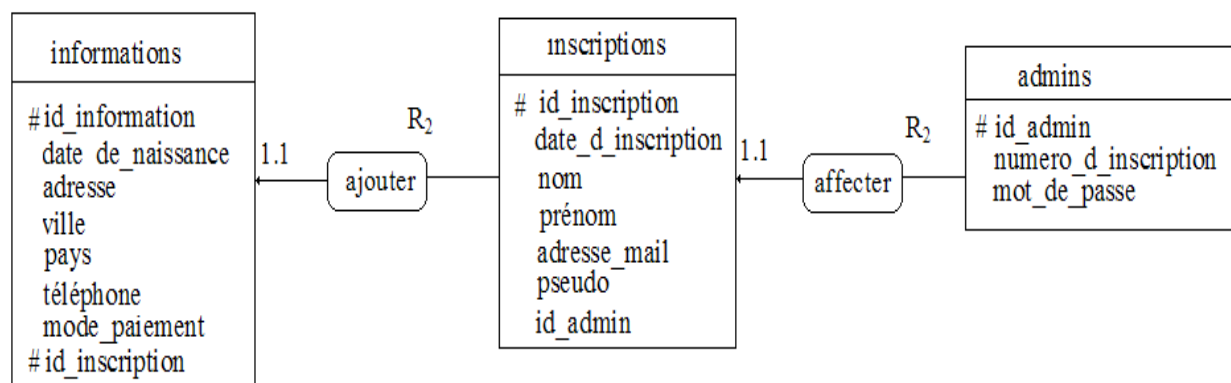 informations
#id_information
date_de_naissance
adresse
ville
pays
téléphone
mode_paiement
#id_inscription
1.1
R2
ajouter
inscriptions
# id_inscription
date_d_inscription
nom
prénom
adresse_mail
pseudo
id_admin
1.1
R2
affecter
admins
# id_admin
numero_d_inscription
mot_de_passe